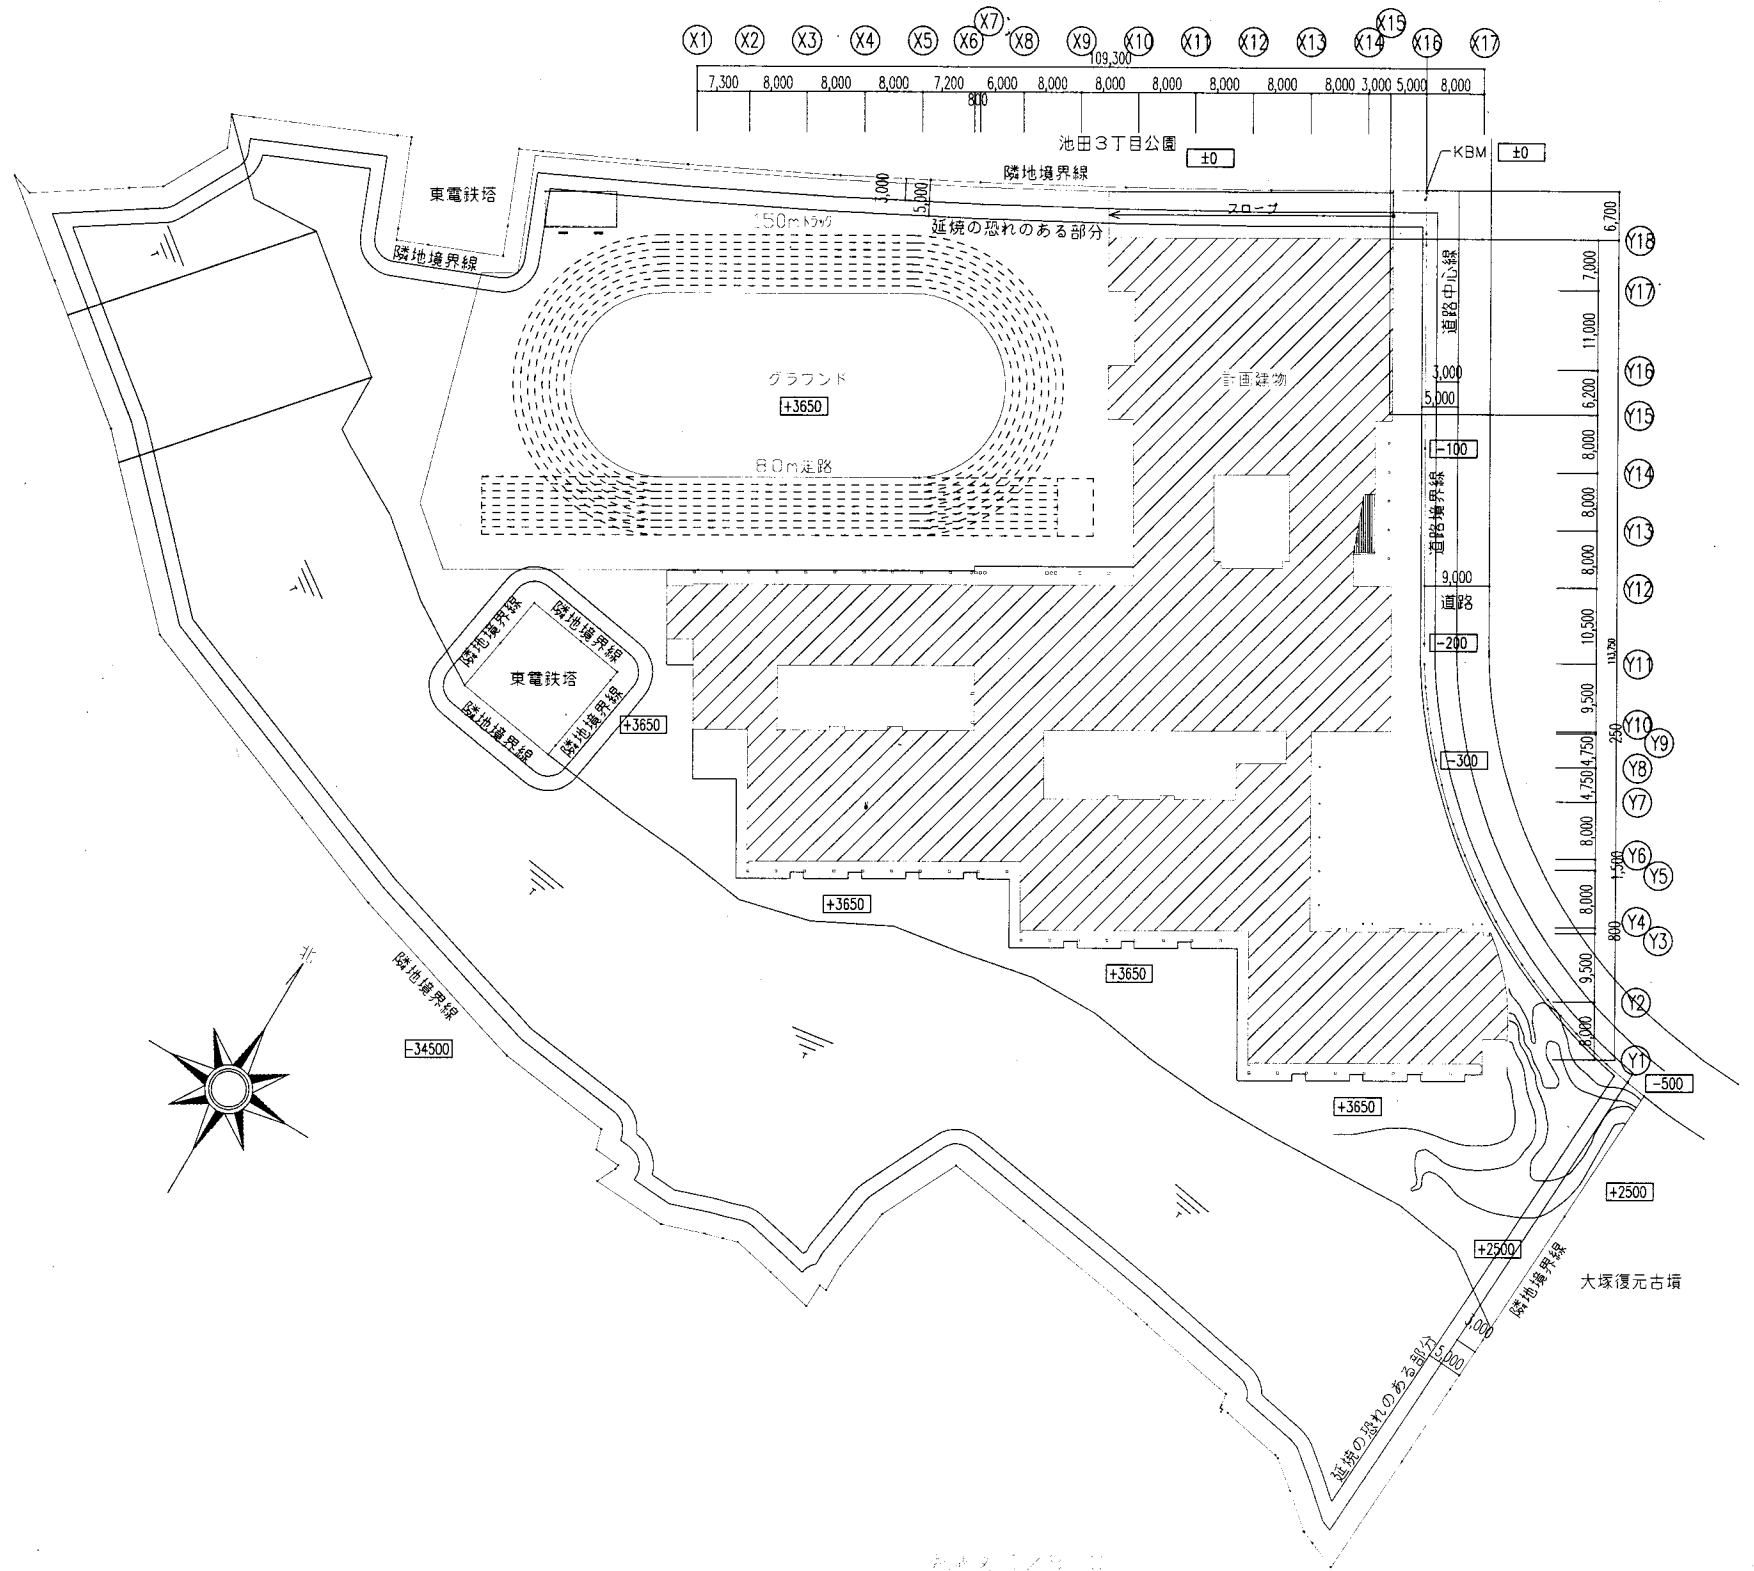 X1 X2 X3 X4 X5 X6 X7 X8 X9 X10 X11 X12 X13 X14 X15 X16 X17
109,300
7,300 8,000 8,000 8,000 7,200 6,000 8,000 8,000 8,000 8,000 8,000 8,000 3,000 5,000 8,000
800
池田3丁目公園
±0
KBM ±0
隣地境界線
東電鉄塔
3,000
5,000
スロープ
6,700
150mトラック
延焼の恐れのある部分
Y18
隣地境界線
道路中心線
7,000
Y17
11,000
グラウンド
計画建物
3,000
Y16
+3650
5,000
6,200
Y15
-100
8,000
80m走路
Y14
道路境界線
8,000
Y13
8,000
9,000
Y12
隣地境界線
隣地境界線
道路
10,500
-200
113,750
Y11
東電鉄塔
9,500
隣地境界線
隣地境界線
+3650
Y10
250
Y9
4,750
-300
Y8
4,750
Y7
8,000
Y6
1,500
Y5
+3650
8,000
Y4
800
Y3
北
隣地境界線
+3650
9,500
Y2
-34500
8,000
Y1
-500
+3650
+2500
+2500
隣地境界線
大塚復元古墳
3,000
5,000
延焼の恐れのある部分